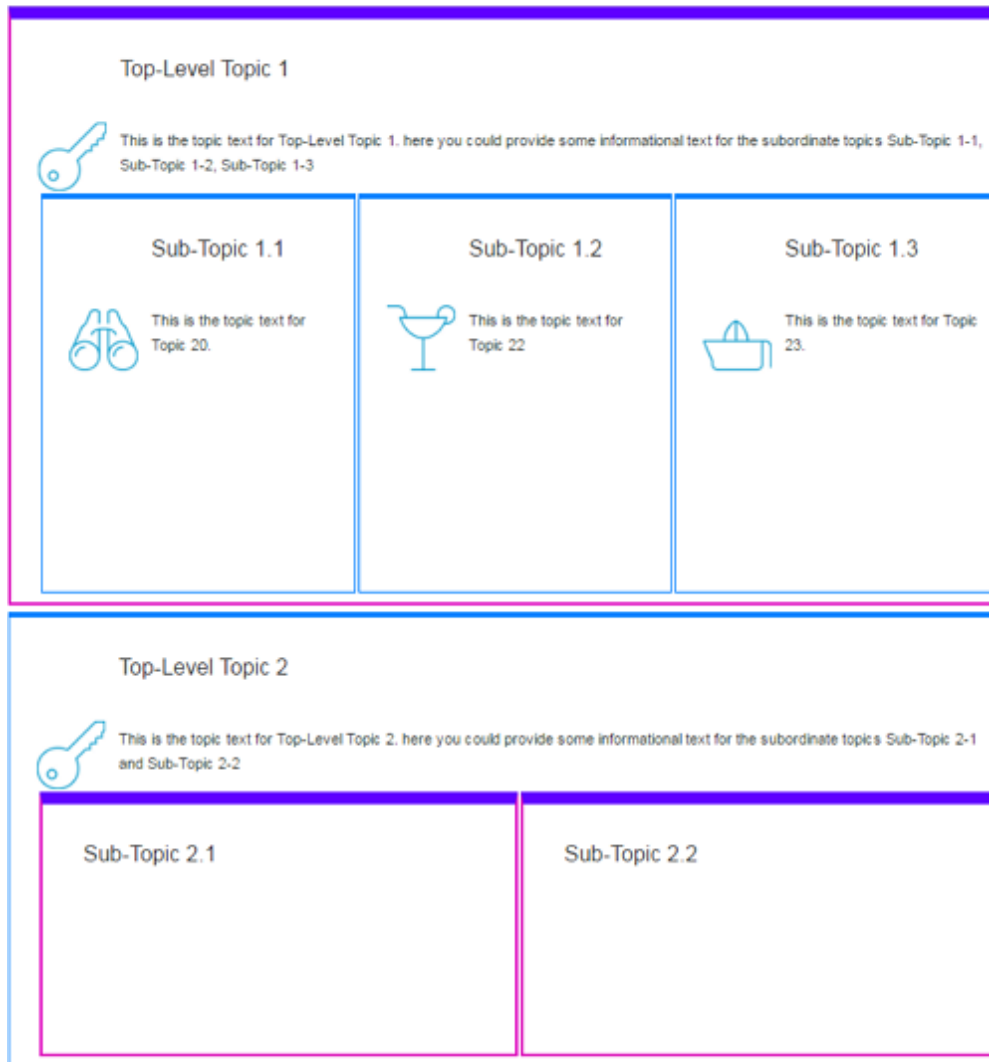 Top-Level Topic 1
This is the topic text for Top-Level Topic 1. here you could provide some informational text for the subordinate topics Sub-Topic 1-1,
Sub-Topic 1-2, Sub-Topic 1-3
Sub-Topic 1.1
This is the topic text for
Topic 20.
Sub-Topic 1.2
This is the topic text for
Topic 22
Sub-Topic 1.3
This is the topic text for Topic
23.
Top-Level Topic 2
This is the topic text for Top-Level Topic 2. here you could provide some informational text for the subordinate topics Sub-Topic 2-1
and Sub-Topic 2-2
Sub-Topic 2.1
Sub-Topic 2.2